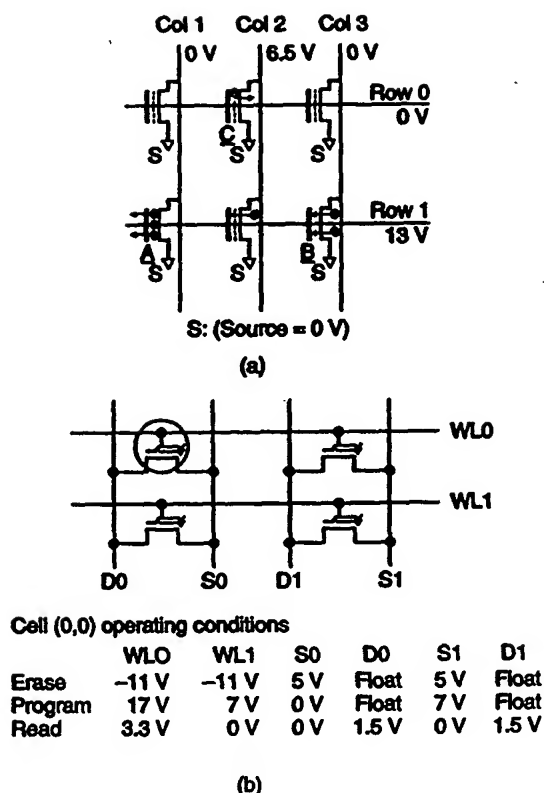 Col 1 Col 2 Col 3
0 V 6.5 V 0 V
Row 0
0 V
C
S S S
Row 1
13 V
A B
S S S
S: (Source = 0 V)
(a)
WL0
WL1
D0 S0 D1 S1
Cell (0,0) operating conditions
WLO WL1 S0 D0 S1 D1
Erase –11 V –11 V 5 V Float 5 V Float
Program 17 V 7 V 0 V Float 7 V Float
Read 3.3 V 0 V 0 V 1.5 V 0 V 1.5 V
(b)